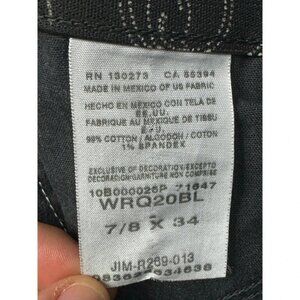 RN 130273 CA 55394
MADE IN MEXICO OF US FABRIC
HECHO EN MEXICO CON TELA DE
EE.UU.
FABRIQUE AU MEXIQUE DE TISSU
E.-U.
99% COTTON / ALGODON / COTON
1% SPANDEX
EXCLUSIVE OF DECORATION/EXCEPTO
DECORACION/GARNITURE NON COMPRISE
10B000026P 71647
WRQ20BL
7/8 X 34
JIM-R269-013